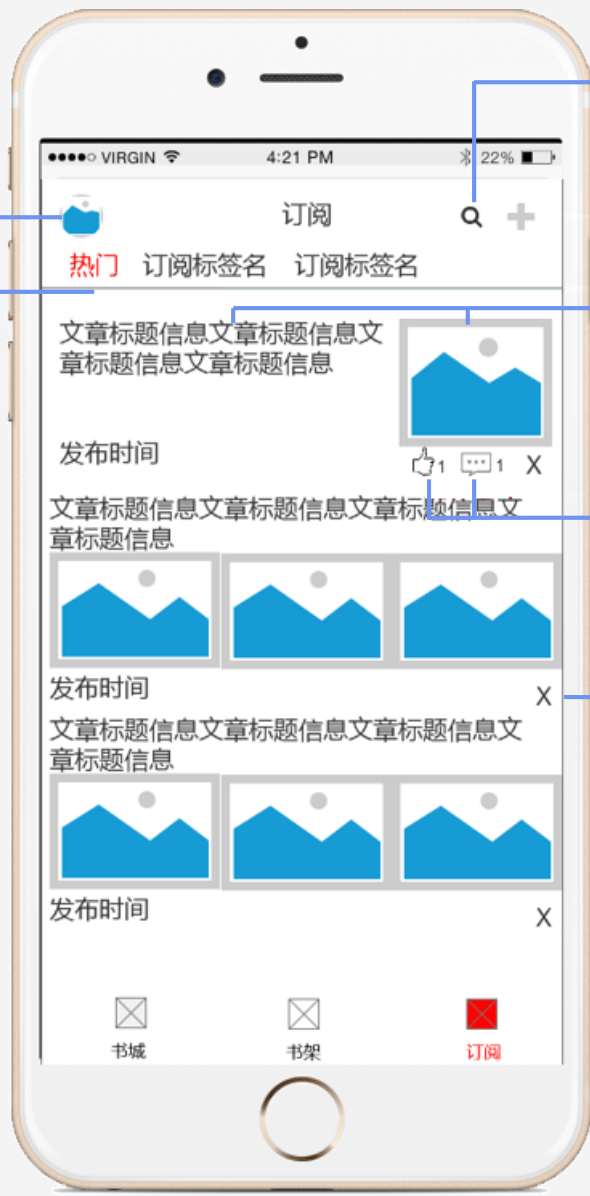 VIRGIN 4:21 PM 22%
订阅
热门 订阅标签名 订阅标签名
文章标题信息文章标题信息文
章标题信息文章标题信息
发布时间
1 1 X
文章标题信息文章标题信息文章标题信息文
章标题信息
发布时间
X
文章标题信息文章标题信息文章标题信息文
章标题信息
发布时间
X
书城 书架 订阅